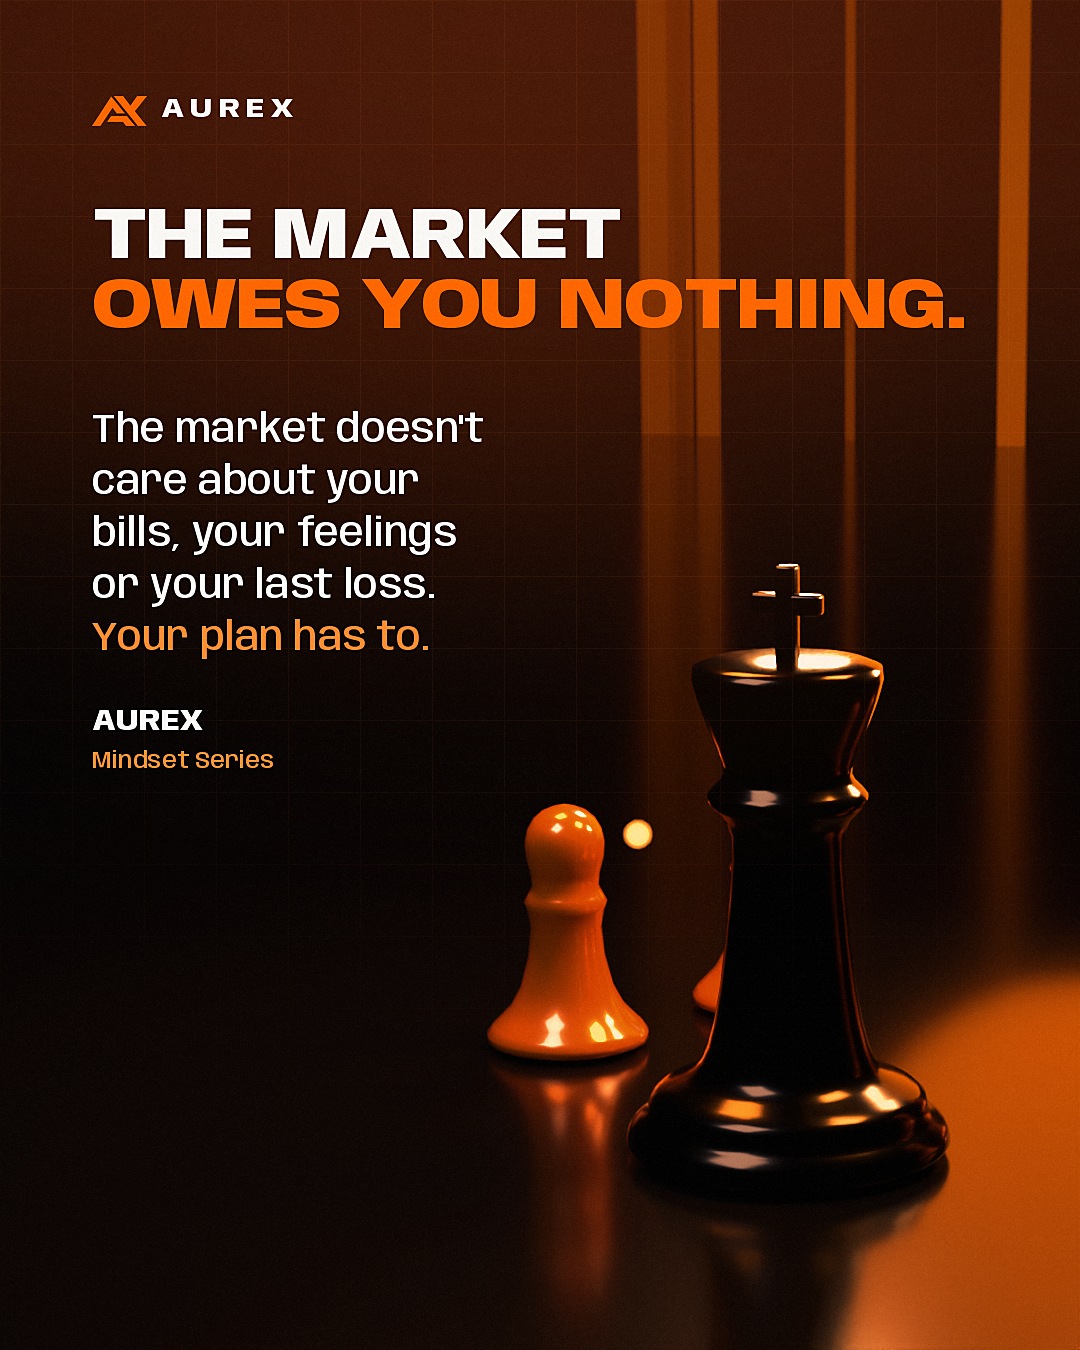 AUREX
THE MARKET
OWES YOU NOTHING.
The market doesn't
care about your
bills, your feelings
or your last loss.
Your plan has to.
AUREX
Mindset Series